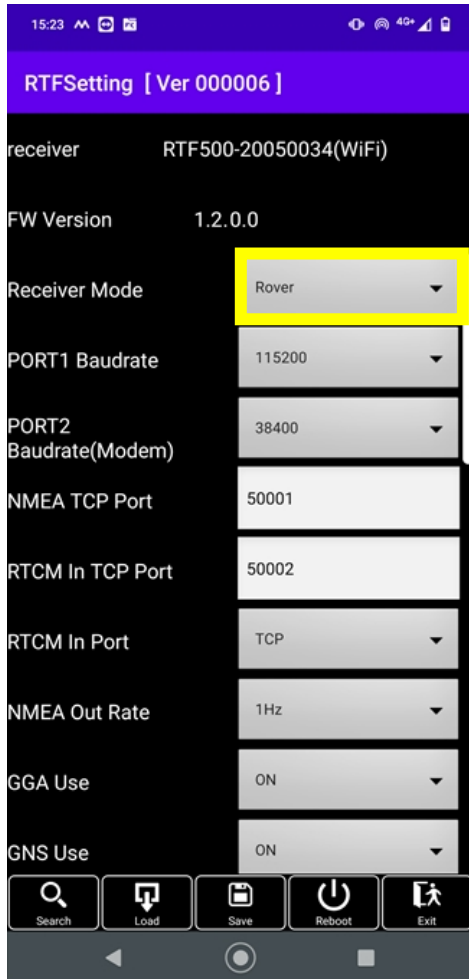 15:23
4G+
RTFSetting [ Ver 000006 ]
receiver RTF500-20050034(WiFi)
FW Version 1.2.0.0
Receiver Mode Rover
PORT1 Baudrate 115200
PORT2
Baudrate(Modem) 38400
NMEA TCP Port 50001
RTCM In TCP Port 50002
RTCM In Port TCP
NMEA Out Rate 1Hz
GGA Use ON
GNS Use ON
Search Load Save Reboot Exit